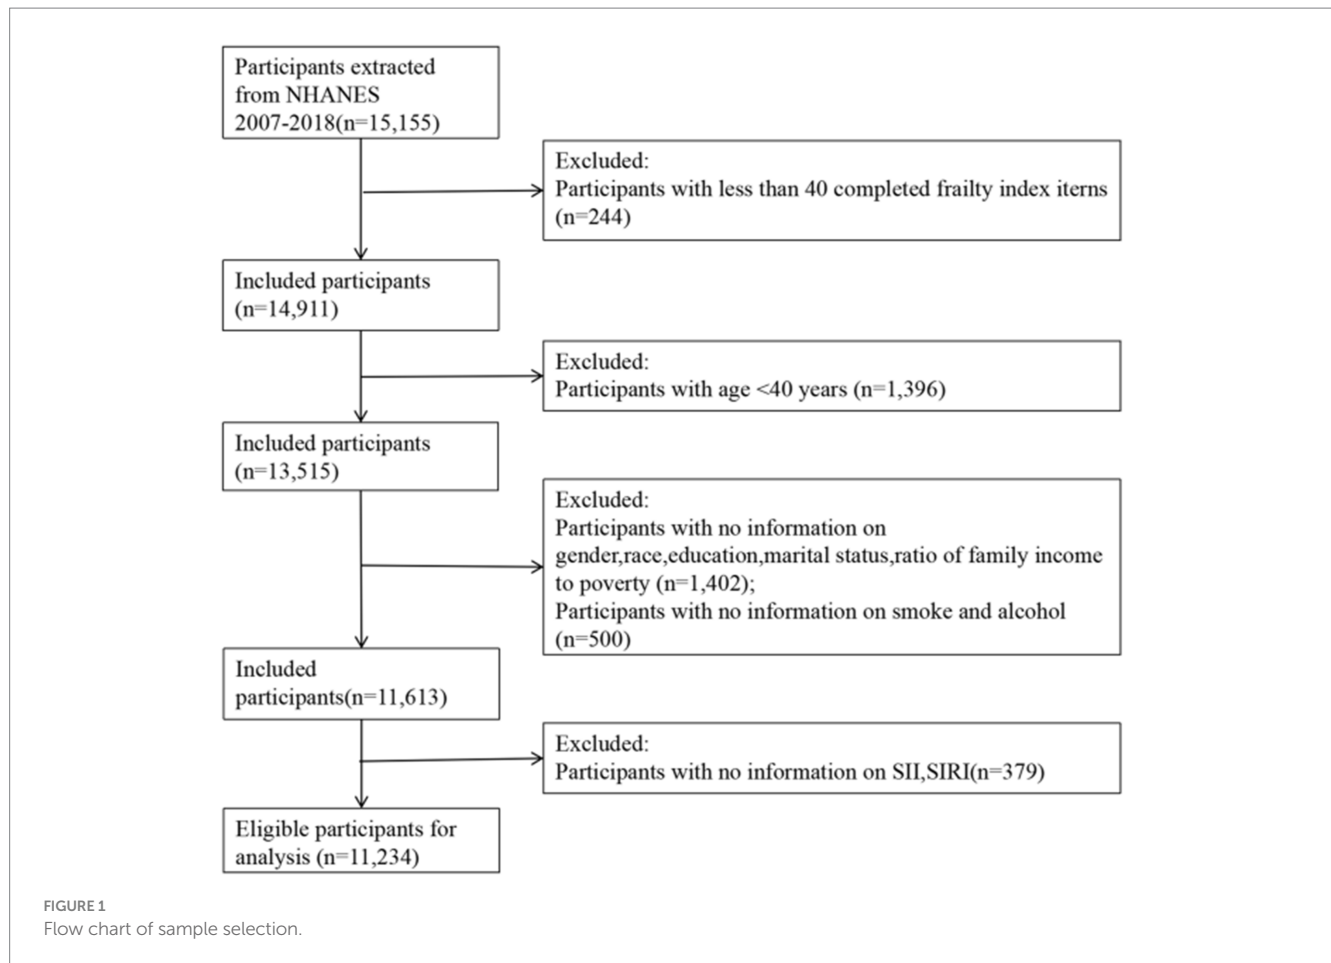 Participants extracted
from NHANES
2007-2018(n=15,155)
Excluded:
Participants with less than 40 completed frailty index iterns
(n=244)
Included participants
(n=14,911)
Excluded:
Participants with age <40 years (n=1,396)
Included participants
(n=13,515)
Excluded:
Participants with no information on
gender,race,education,marital status,ratio of family income
to poverty (n=1,402);
Participants with no information on smoke and alcohol
(n=500)
Included
participants(n=11,613)
Excluded:
Participants with no information on SII,SIRI(n=379)
Eligible participants for
analysis (n=11,234)
FIGURE 1
Flow chart of sample selection.